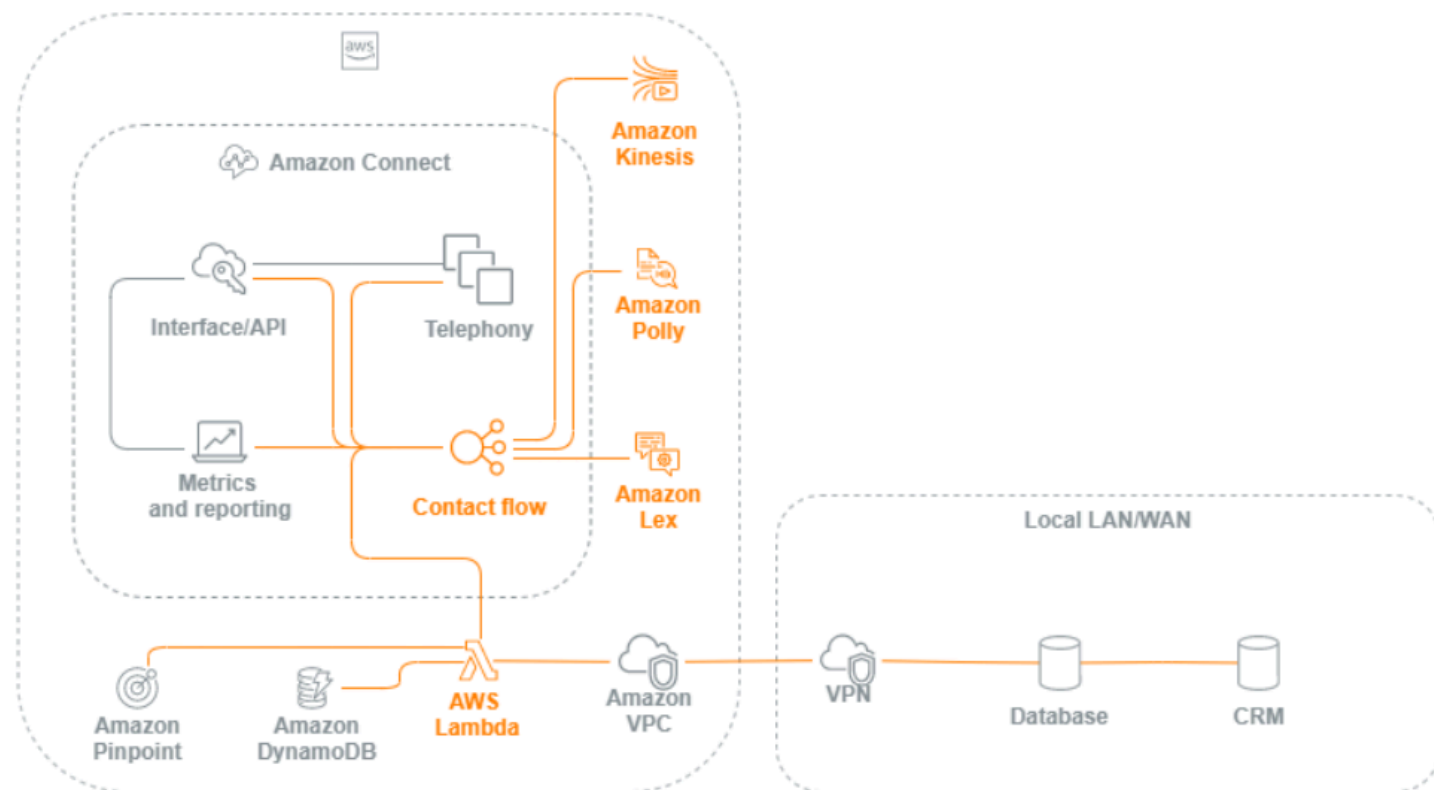 aws
Amazon
Kinesis
Amazon Connect
Interface/API
Telephony
Amazon
Polly
Metrics
and reporting
Contact flow
Amazon
Lex
Local LAN/WAN
Amazon
Pinpoint
Amazon
DynamoDB
AWS
Lambda
Amazon
VPC
VPN
Database
CRM